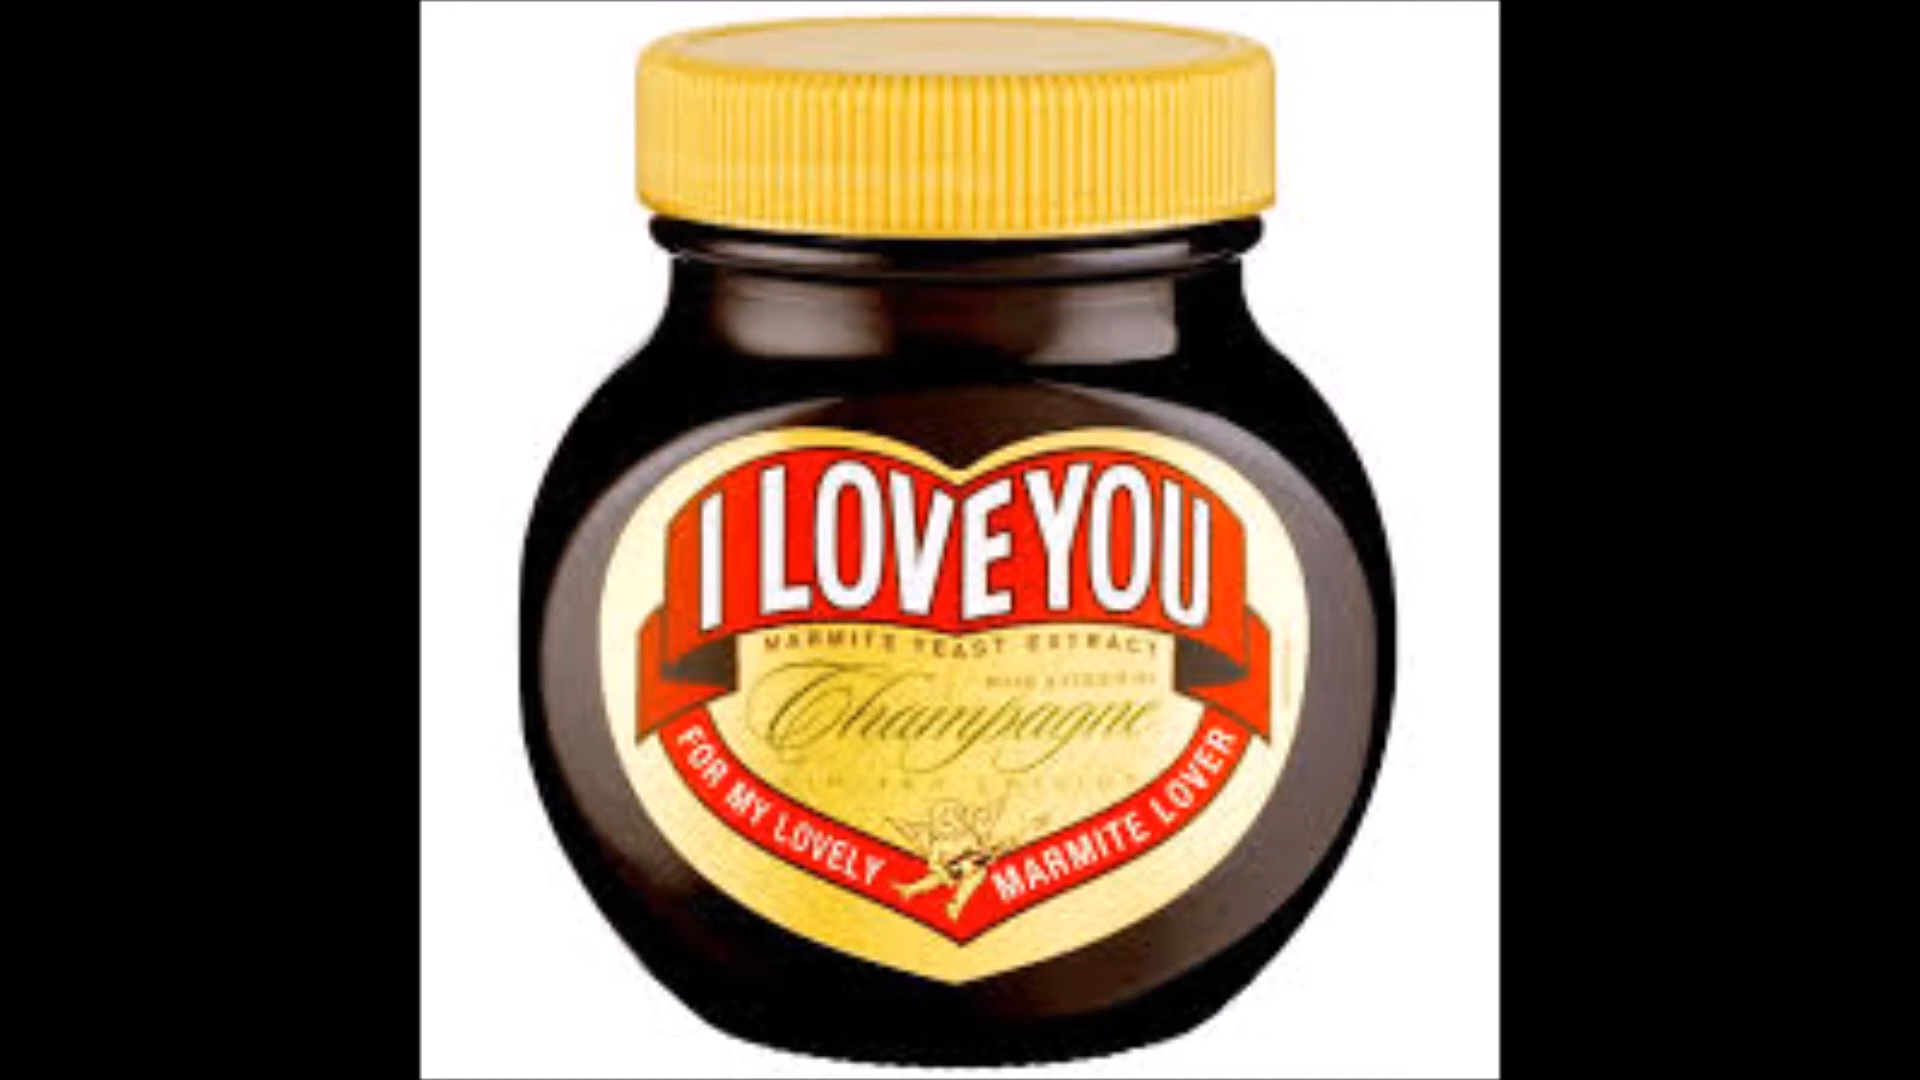 I LOVE YOU
MARMITE YEAST EXTRACT
Champagne
FOR MY LOVELY MARMITE LOVER